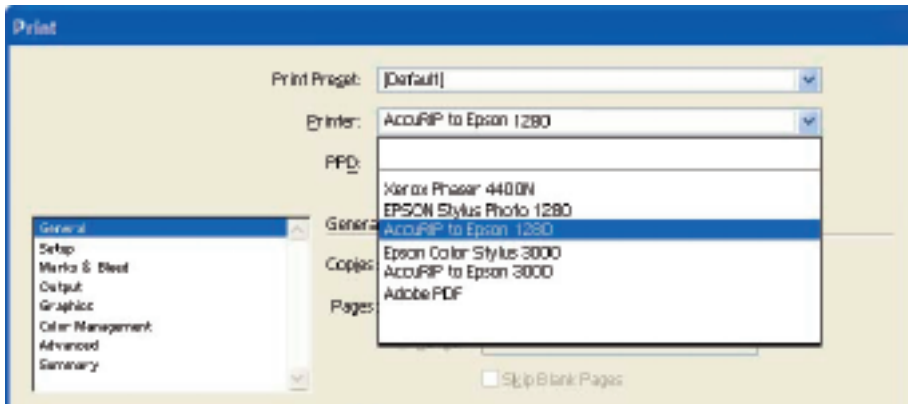 Print
Print Preset: [Default]
Printer: AccuRIP to Epson 1280
PPD:
Xerox Phaser 4400N
EPSON Stylus Photo 1280
AccuRIP to Epson 1280
Epson Color Stylus 3000
AccuRIP to Epson 3000
Adobe PDF
General
Setup
Marks & Bleed
Output
Graphics
Color Management
Advanced
Summary
General
Copies
Pages:
Skip Blank Pages